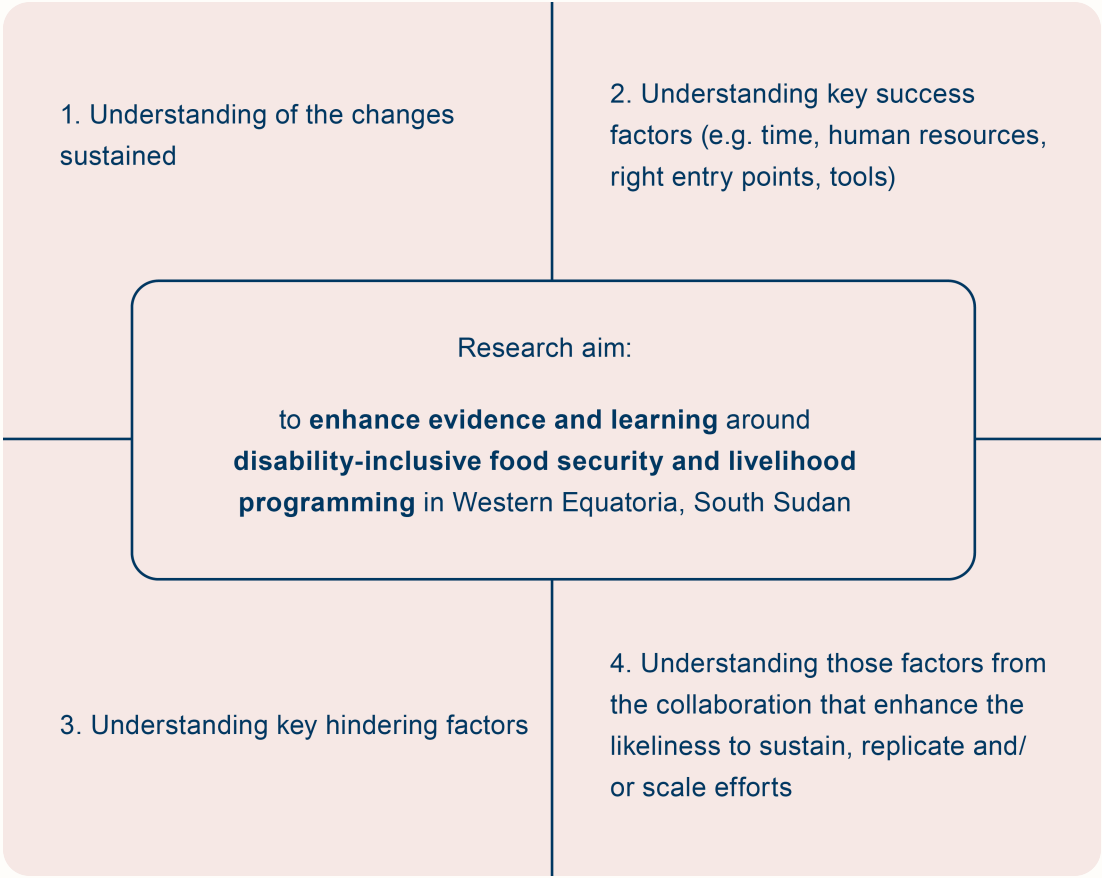 1. Understanding of the changes
sustained
2. Understanding key success
factors (e.g. time, human resources,
right entry points, tools)
Research aim:
to enhance evidence and learning around
disability-inclusive food security and livelihood
programming in Western Equatoria, South Sudan
3. Understanding key hindering factors
4. Understanding those factors from
the collaboration that enhance the
likeliness to sustain, replicate and/
or scale efforts